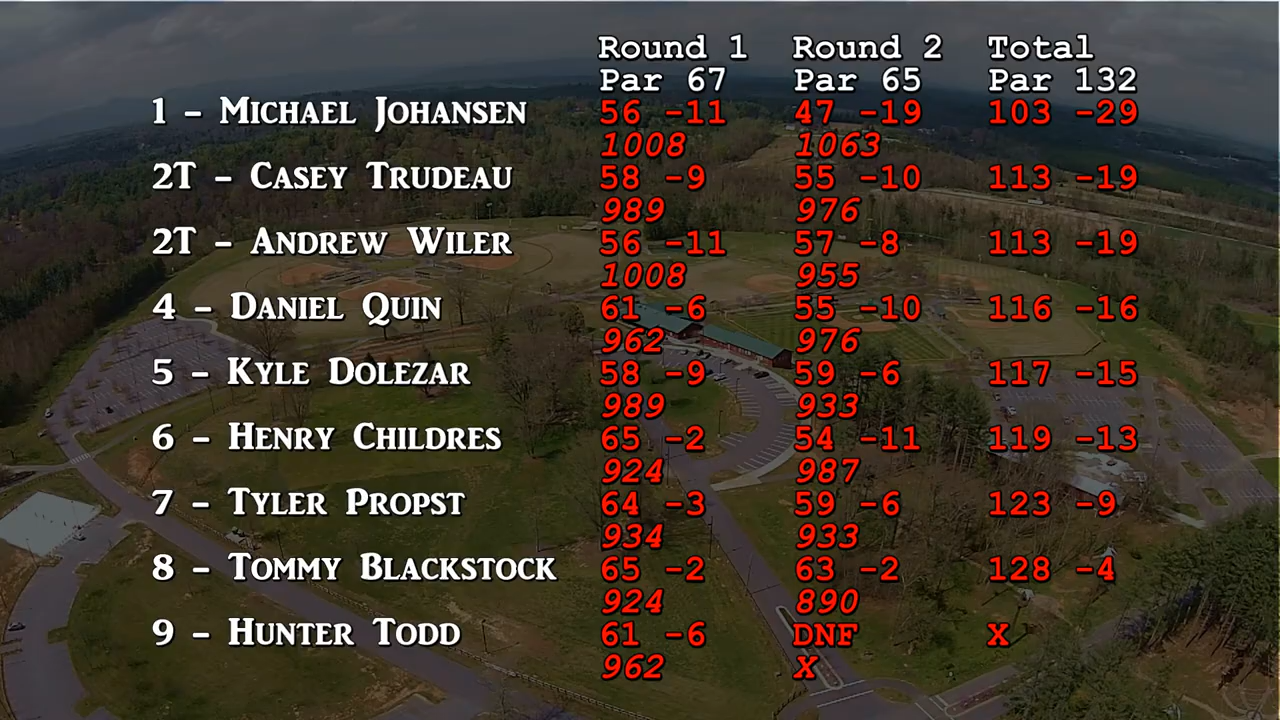 Round 1 Round 2 Total
Par 67 Par 65 Par 132
1 – Michael Johansen 56 -11 47 -19 103 -29
1008 1063
2T – Casey Trudeau 58 -9 55 -10 113 -19
989 976
2T – Andrew Wiler 56 -11 57 -8 113 -19
1008 955
4 – Daniel Quin 61 -6 55 -10 116 -16
962 976
5 – Kyle Dolezar 58 -9 59 -6 117 -15
989 933
6 – Henry Childres 65 -2 54 -11 119 -13
924 987
7 – Tyler Propst 64 -3 59 -6 123 -9
934 933
8 – Tommy Blackstock 65 -2 63 -2 128 -4
924 890
9 – Hunter Todd 61 -6 DNF X
962 X